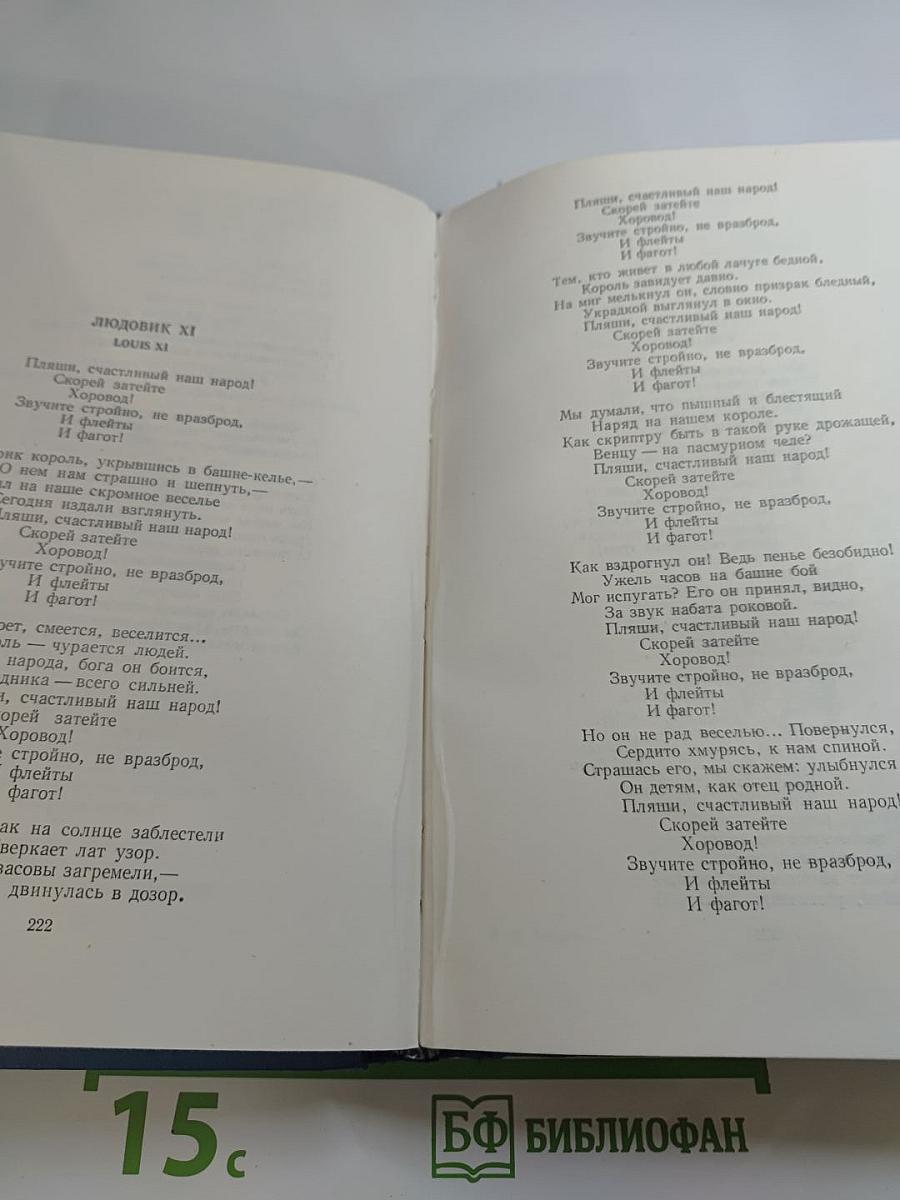 ЛЮДОВИК XI
LOUIS XI
Пляши, счастливый наш народ!
Скорей затейте
Хоровод!
Звучите стройно, не вразброд,
И флейты
И фагот!
король, укрывшись в башне-келье,—
О нем нам страшно и шепнуть,—
на наше скромное веселье
Сегодня издали взглянуть.
Пляши, счастливый наш народ!
Скорей затейте
Хоровод!
учите стройно, не вразброд,
И флейты
И фагот!
смеется, веселится...
— чурается людей.
народа, бога он боится,
дника — всего сильней.
счастливый наш народ!
орей затейте
Хоровод!
стройно, не вразброд,
флейты
фагот!
ак на солнце заблестели
веркает лат узор.
засовы загремели,—
двинулась в дозор.
222
Пляши, счастливый наш народ!
Скорей затейте
Хоровод!
Звучите стройно, не вразброд,
И флейты
И фагот!
Тем, кто живет в любой лачуге бедной,
Король завидует давно.
На миг мелькнул он, словно призрак бледный,
Украдкой выглянул в окно.
Пляши, счастливый наш народ!
Скорей затейте
Хоровод!
Звучите стройно, не вразброд,
И флейты
И фагот!
Мы думали, что пышный и блестящий
Наряд на нашем короле.
Как скриптру быть в такой руке дрожащей,
Венцу — на пасмурном челе?
Пляши, счастливый наш народ!
Скорей затейте
Хоровод!
Звучите стройно, не вразброд,
И флейты
И фагот!
Как вздрогнул он! Ведь пенье безобидно!
Ужель часов на башне бой
Мог испугать? Его он принял, видно,
За звук набата роковой.
Пляши, счастливый наш народ!
Скорей затейте
Хоровод!
Звучите стройно, не вразброд,
И флейты
И фагот!
Но он не рад веселью... Повернулся,
Сердито хмурясь, к нам спиной.
Страшась его, мы скажем: улыбнулся
Он детям, как отец родной.
Пляши, счастливый наш народ!
Скорей затейте
Хоровод!
Звучите стройно, не вразброд,
И флейты
И фагот!
15 с
БФ БИБЛИОФАН